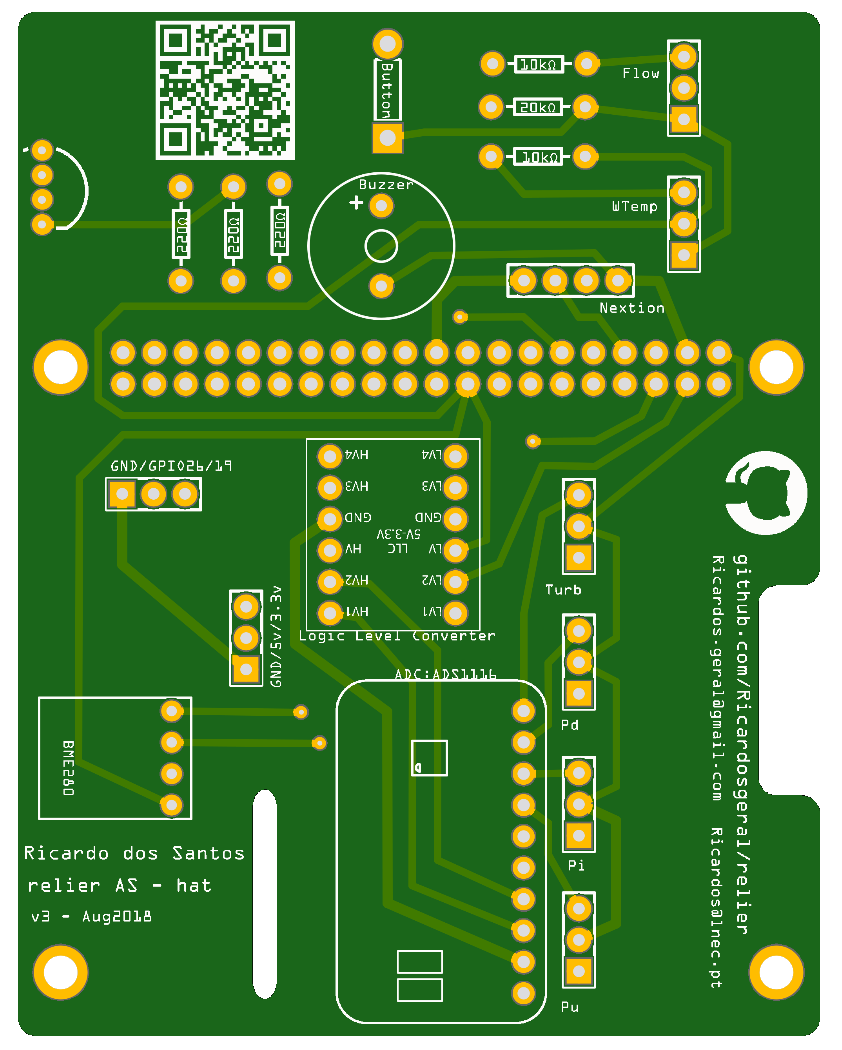 Button
10kΩ
20kΩ
10kΩ
Flow
WTemp
Buzzer
+
220Ω
220Ω
220Ω
Nextion
GND/GPIO26/19
HV4
HV3
GND
HV
HV2
HV1
LV4
LV3
GND
LV
LV2
LV1
5V-3.3V
LLC
Logic Level Converter
GND/5v/3.3v
Turb
Pd
Pi
Pu
ADC:ADS1116
BME280
Ricardo dos Santos
relier AS - hat
v3 - Aug2018
github.com/Ricardosgeral/relier
Ricardos.geral@gmail.com
Ricardos@lnec.pt